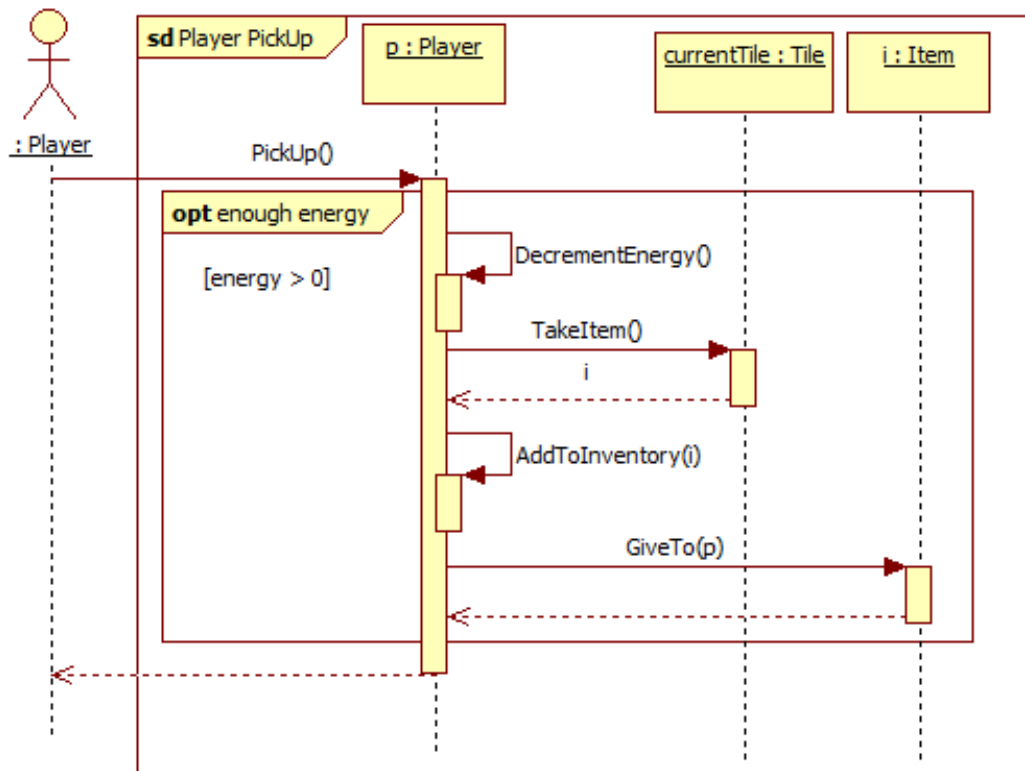 sd Player PickUp
p : Player
currentTile : Tile
i : Item
: Player
PickUp()
opt enough energy
[energy > 0]
DecrementEnergy()
TakeItem()
i
AddToInventory(i)
GiveTo(p)